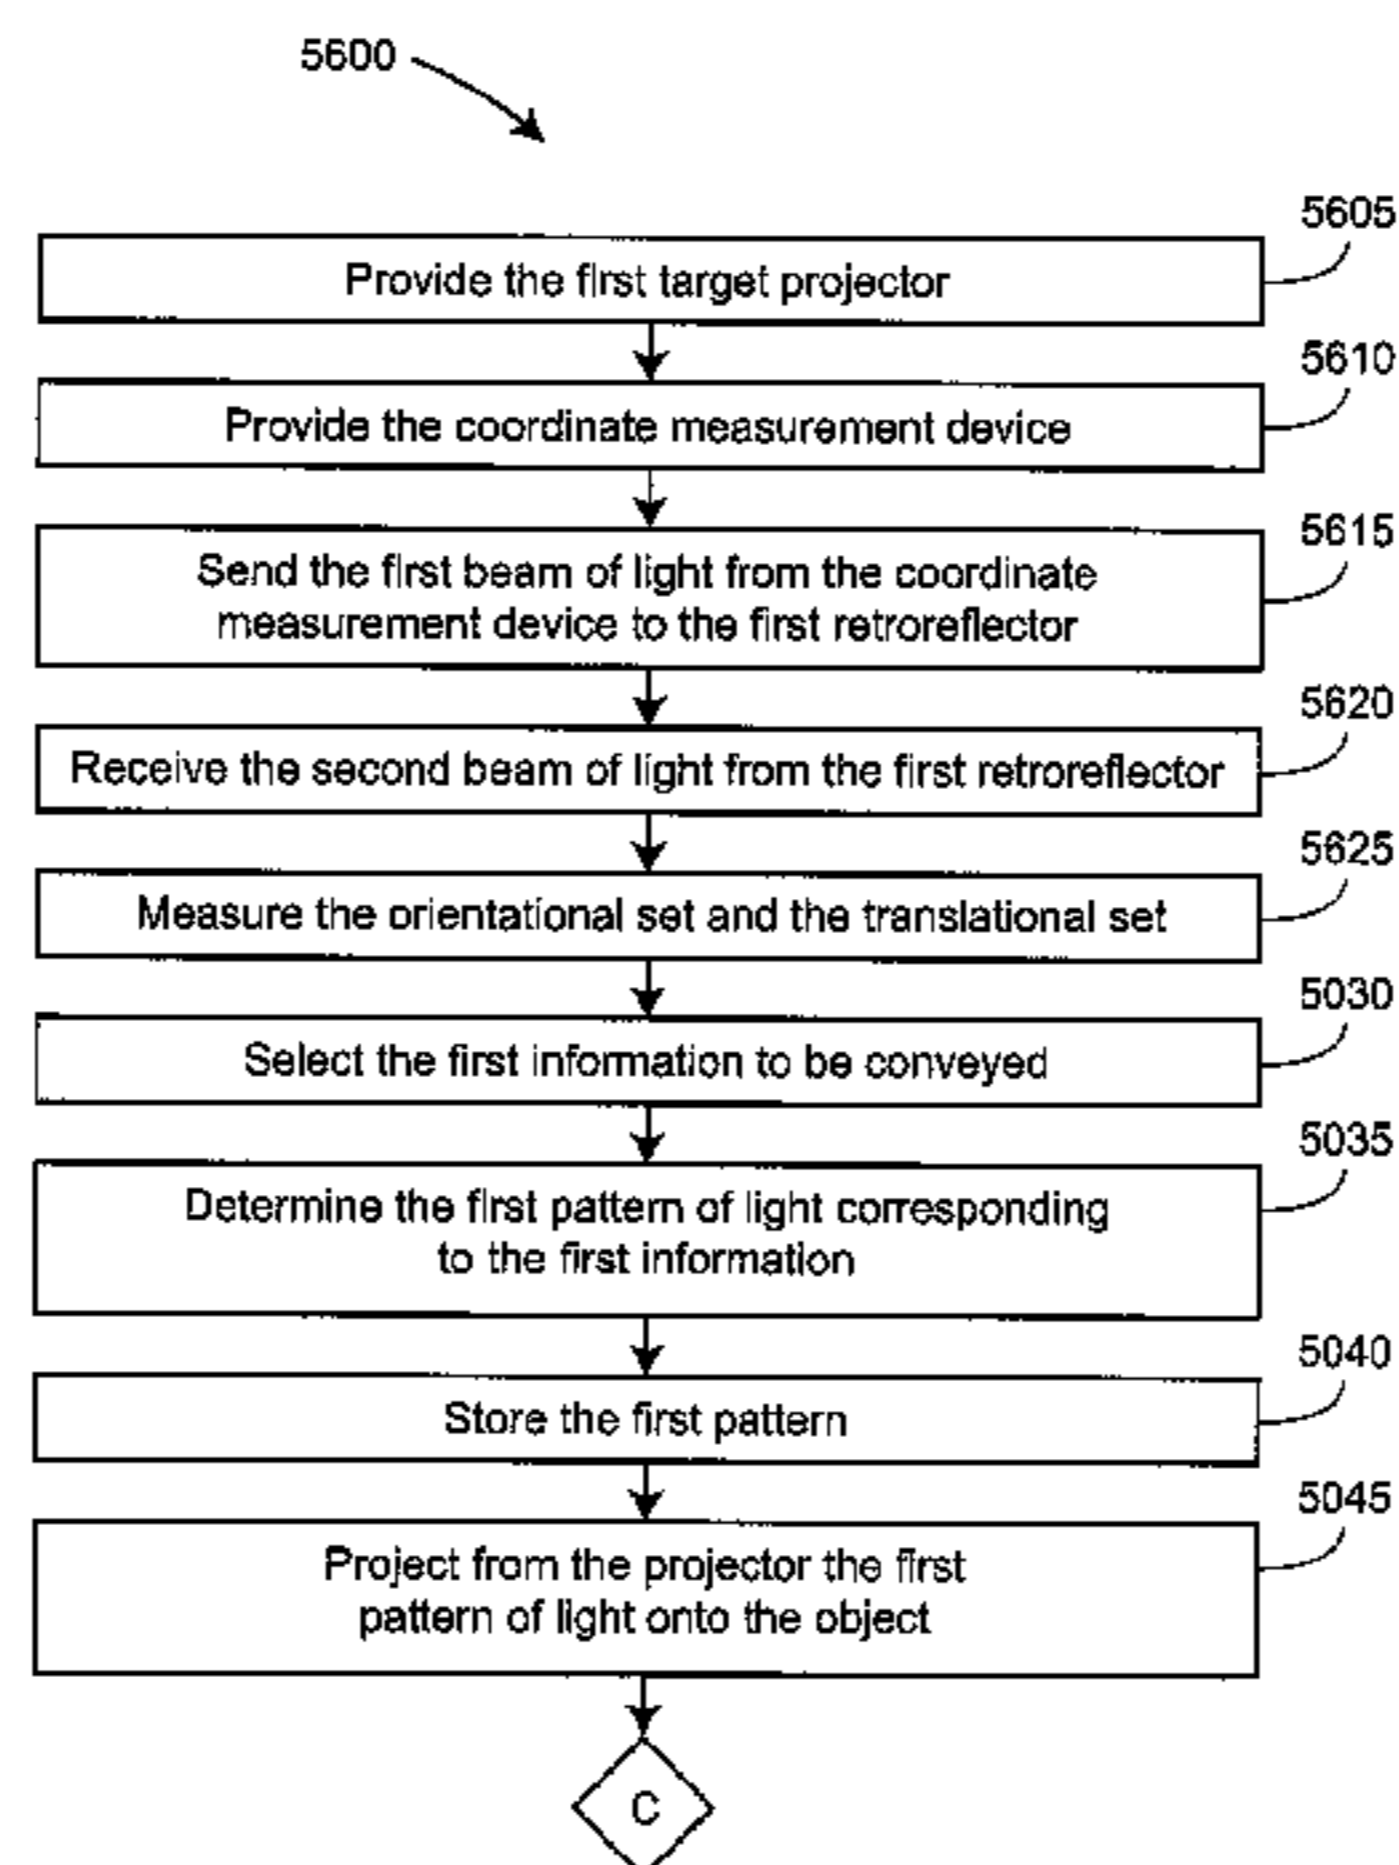 5600
5605
Provide the first target projector
5610
Provide the coordinate measurement device
5615
Send the first beam of light from the coordinate
measurement device to the first retroreflector
5620
Receive the second beam of light from the first retroreflector
5625
Measure the orientational set and the translational set
5030
Select the first information to be conveyed
5035
Determine the first pattern of light corresponding
to the first information
5040
Store the first pattern
5045
Project from the projector the first
pattern of light onto the object
C